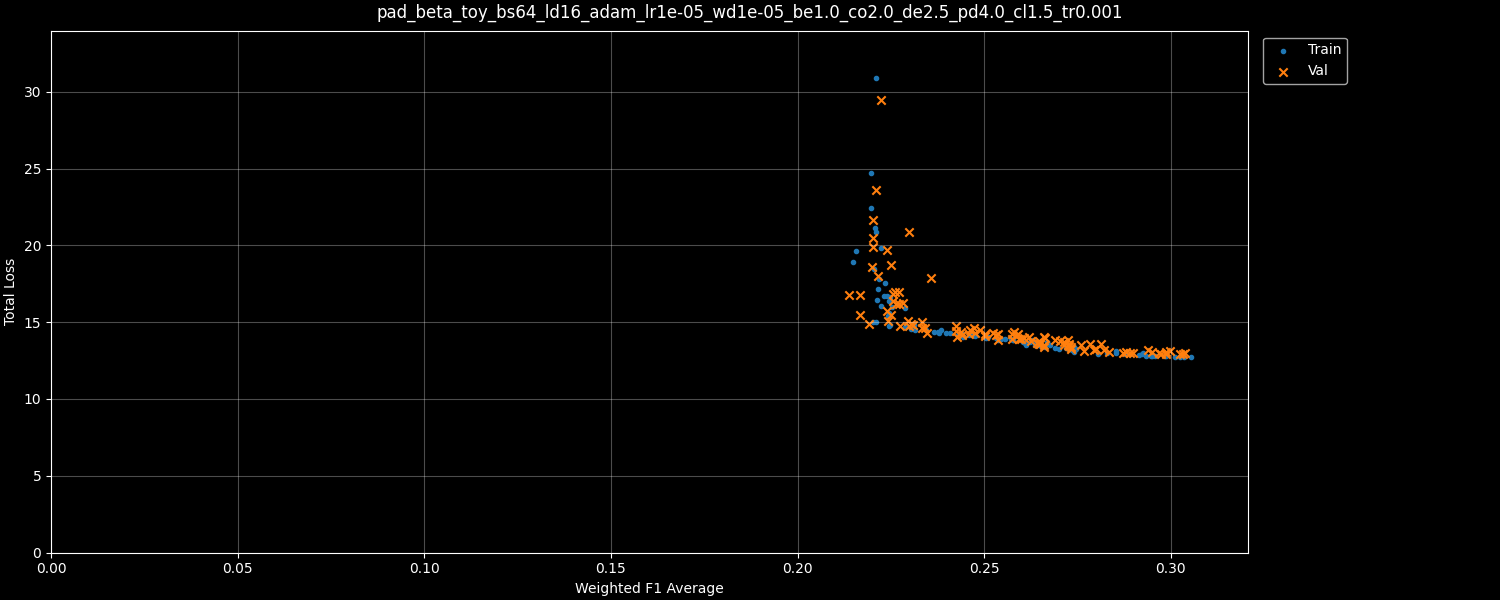 pad_beta_toy_bs64_ld16_adam_lr1e-05_wd1e-05_be1.0_co2.0_de2.5_pd4.0_cl1.5_tr0.001
Train
Val
30
25
20
15
10
5
0
Total Loss
0.00 0.05 0.10 0.15 0.20 0.25 0.30
Weighted F1 Average